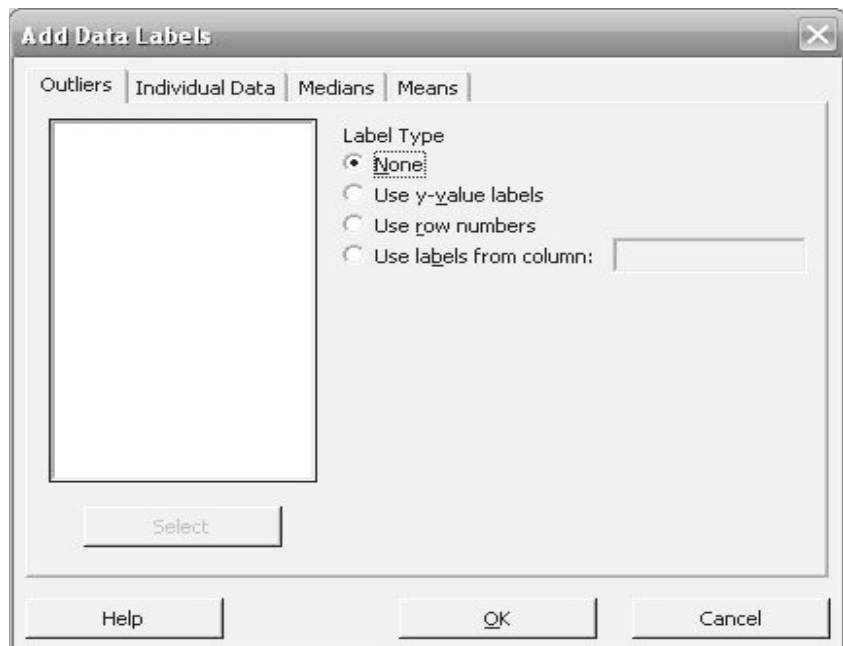 Add Data Labels
Outliers
Individual Data
Medians
Means
Label Type
None
Use y-value labels
Use row numbers
Use labels from column:
Select
Help
OK
Cancel